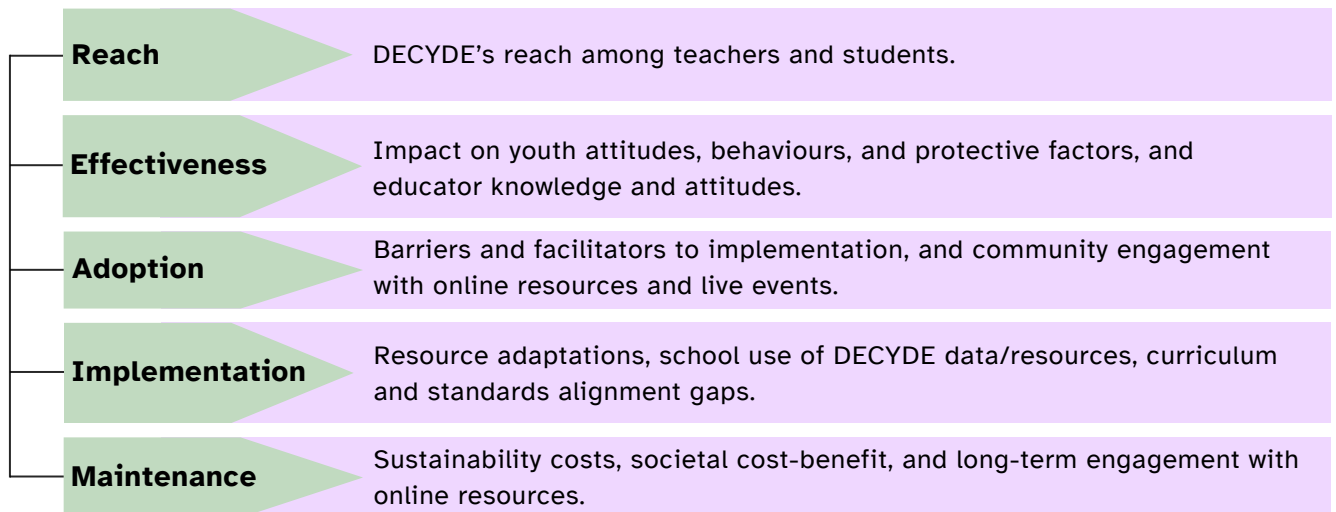 Reach
DECYDE’s reach among teachers and students.
Effectiveness
Impact on youth attitudes, behaviours, and protective factors, and
educator knowledge and attitudes.
Adoption
Barriers and facilitators to implementation, and community engagement
with online resources and live events.
Implementation
Resource adaptations, school use of DECYDE data/resources, curriculum
and standards alignment gaps.
Maintenance
Sustainability costs, societal cost-benefit, and long-term engagement with
online resources.